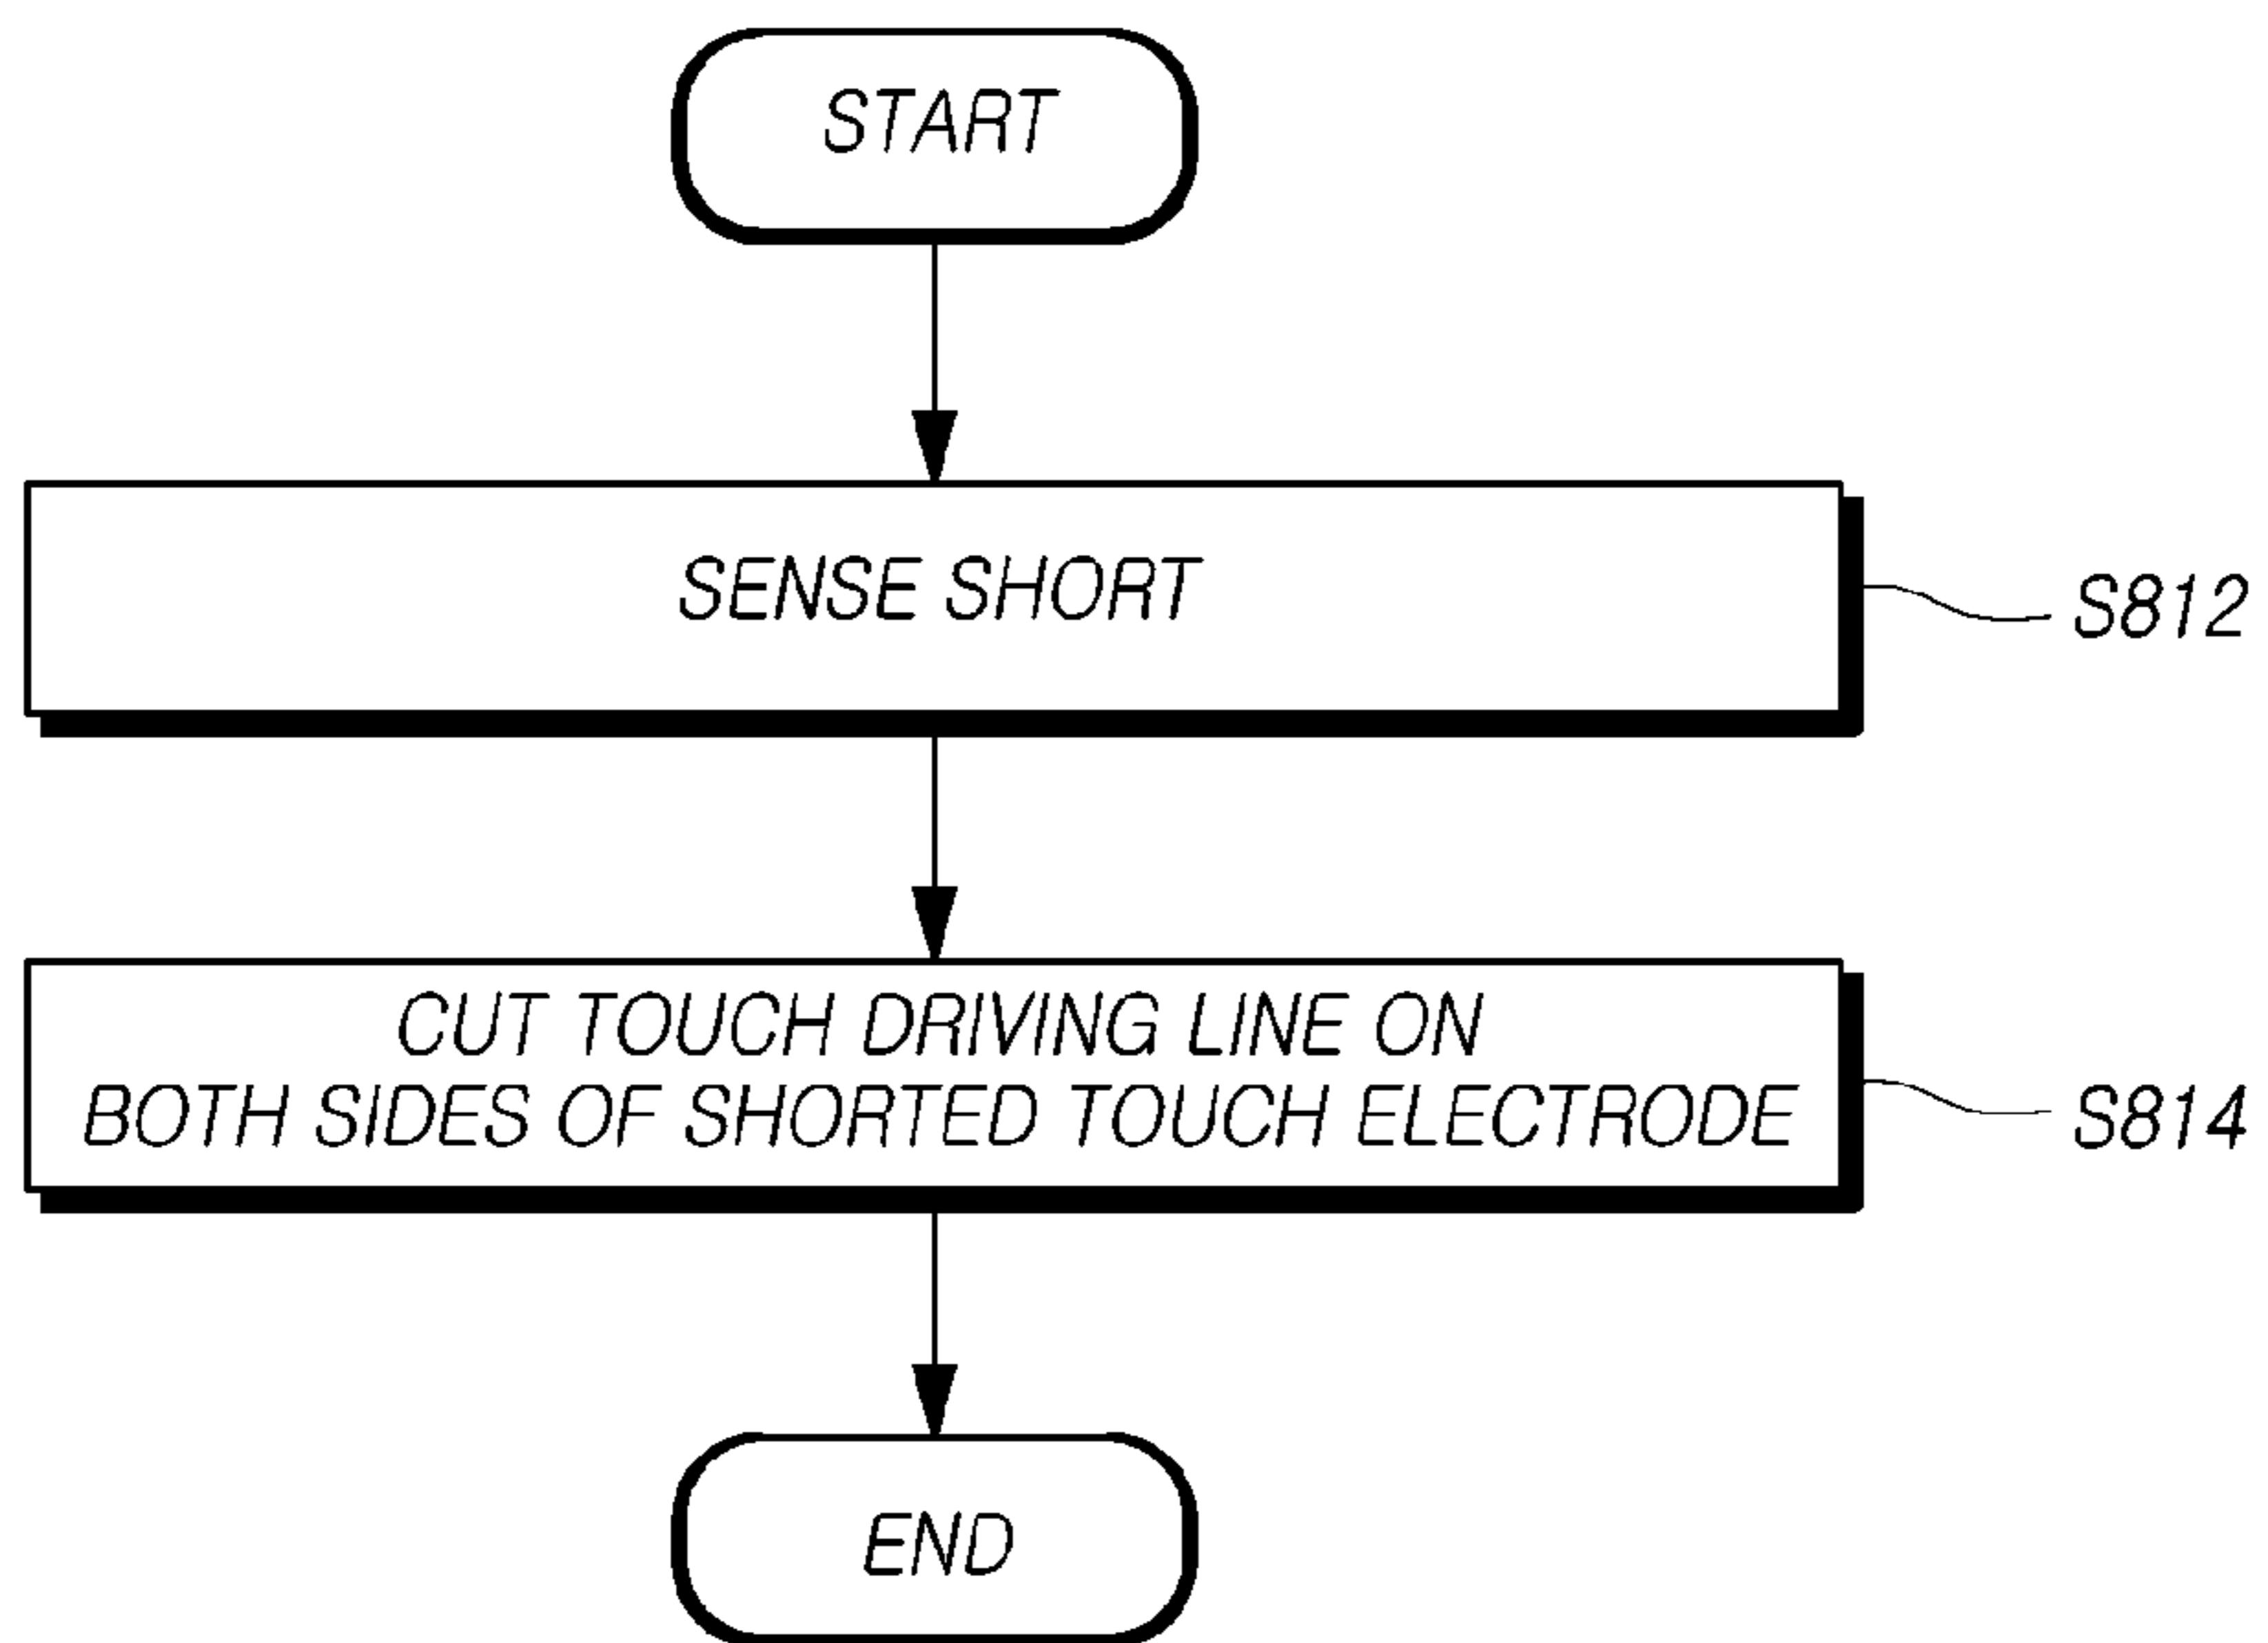 START
SENSE SHORT
S812
CUT TOUCH DRIVING LINE ON
BOTH SIDES OF SHORTED TOUCH ELECTRODE
S814
END